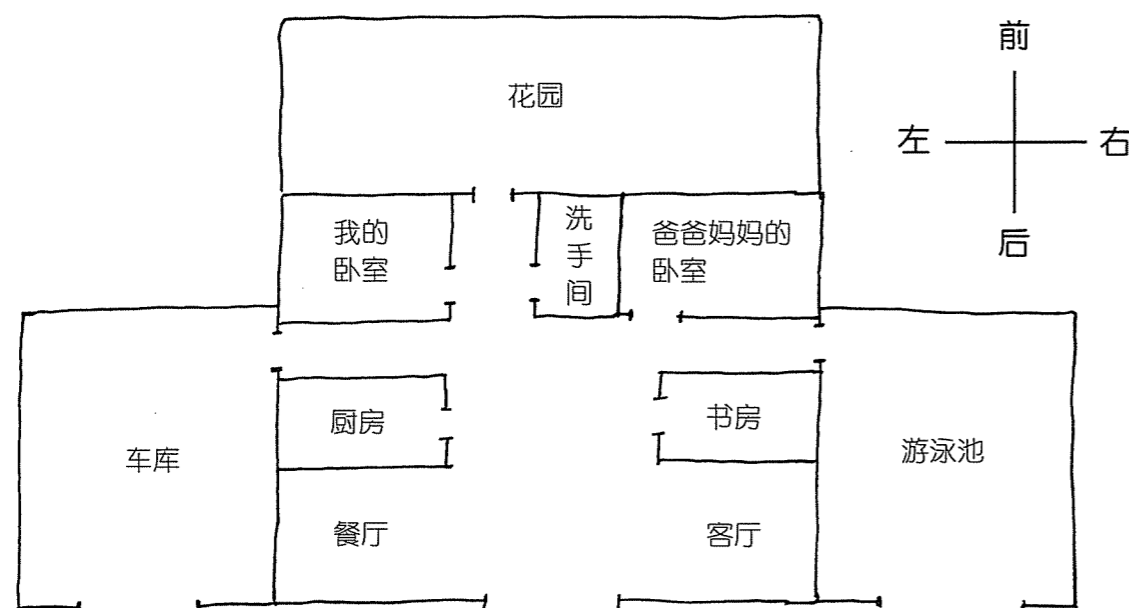 前
花园
左
右
后
我的
卧室
洗
手
间
爸爸妈妈的
卧室
厨房
书房
车库
游泳池
餐厅
客厅